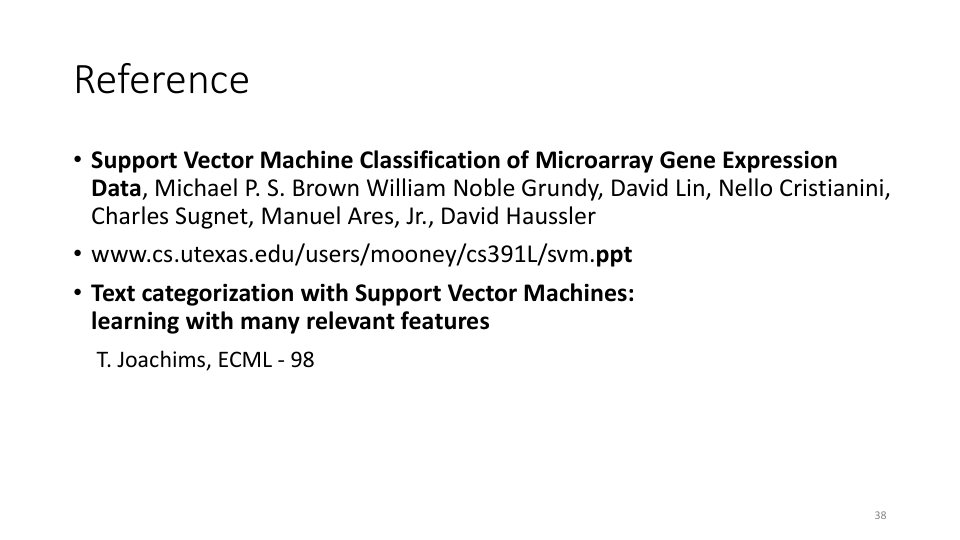 Reference
• Support Vector Machine Classification of Microarray Gene Expression
Data, Michael P. S. Brown William Noble Grundy, David Lin, Nello Cristianini,
Charles Sugnet, Manuel Ares, Jr., David Haussler
• www.cs.utexas.edu/users/mooney/cs391L/svm.ppt
• Text categorization with Support Vector Machines:
learning with many relevant features
T. Joachims, ECML - 98
38